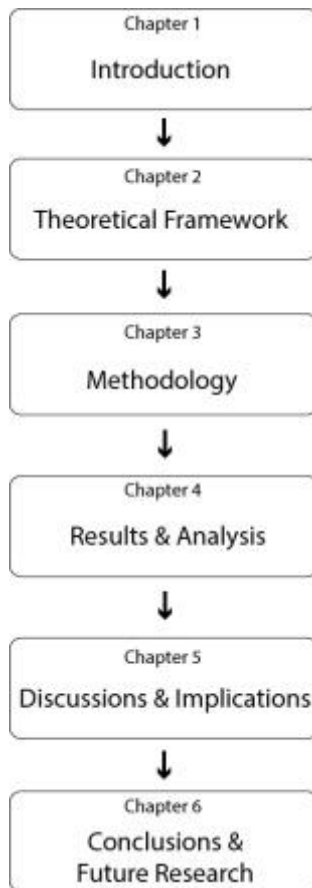 Chapter 1
Introduction
Chapter 2
Theoretical Framework
Chapter 3
Methodology
Chapter 4
Results & Analysis
Chapter 5
Discussions & Implications
Chapter 6
Conclusions &
Future Research